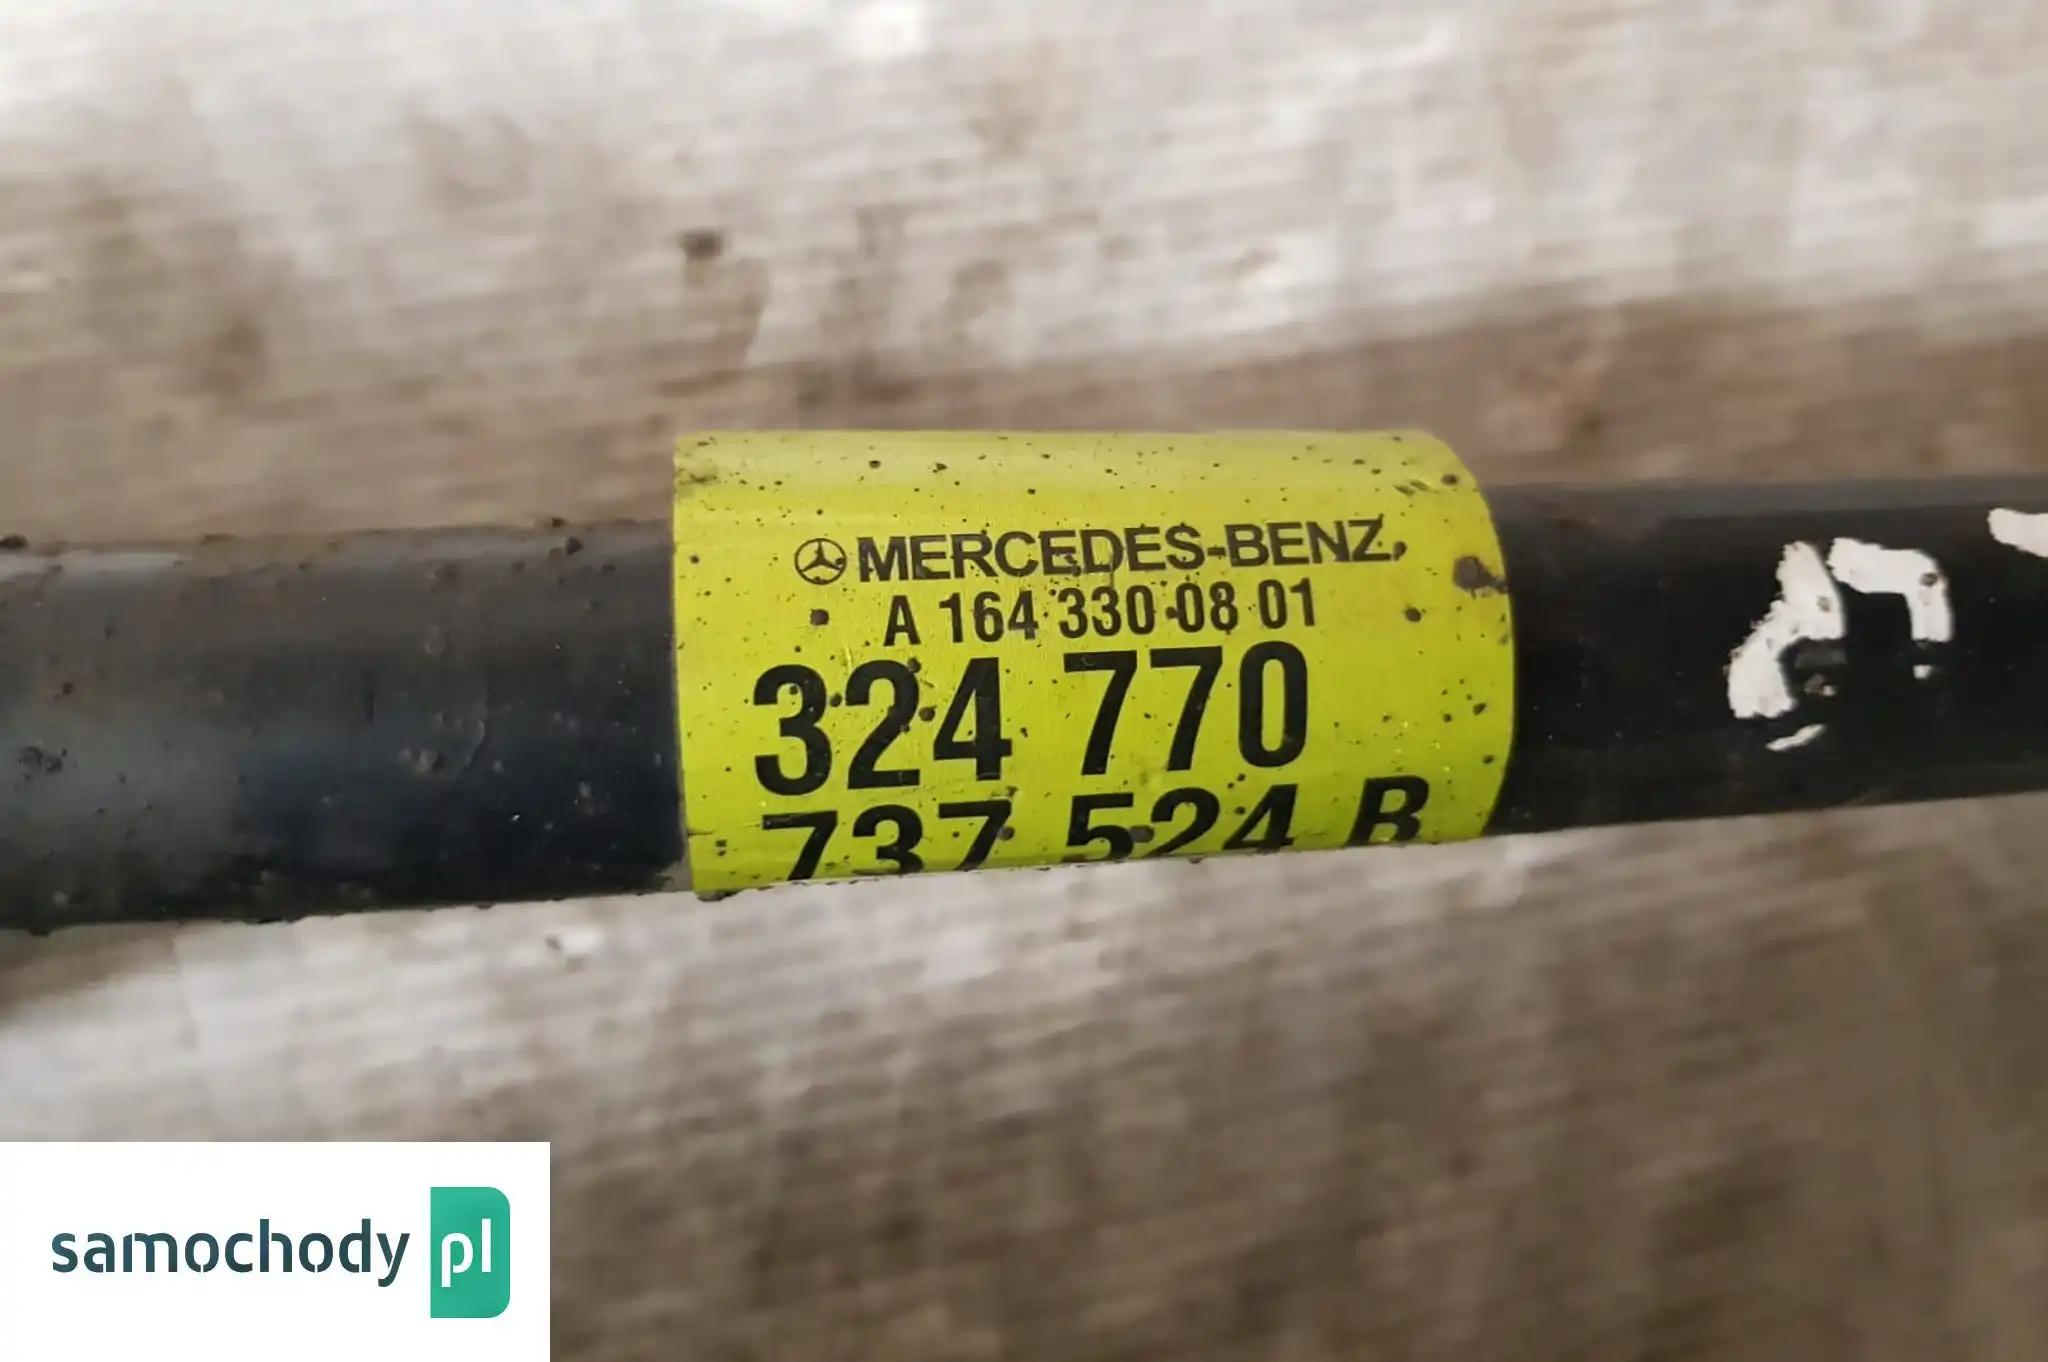 MERCEDES-BENZ
A 164 330 08 01
324 770
737 524 B
samochody pl